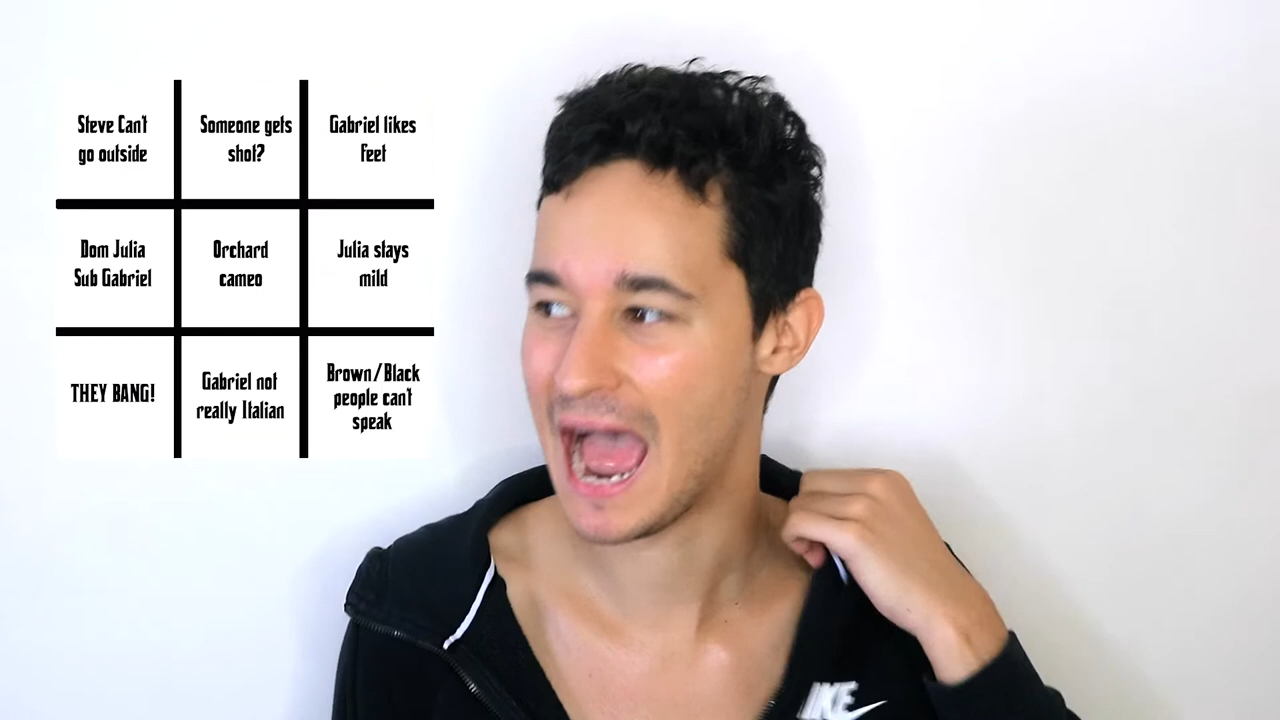 Steve Can't
go outside
Someone gets
shot?
Gabriel likes
feet
Dom Julia
Sub Gabriel
Orchard
cameo
Julia stays
mild
THEY BANG!
Gabriel not
really Italian
Brown/Black
people can't
speak
IKE